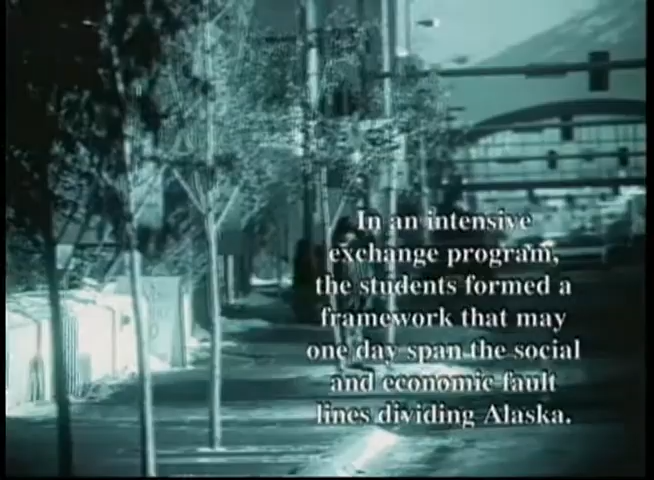 In an intensive
exchange program,
the students formed a
framework that may
one day span the social
and economic fault
lines dividing Alaska.